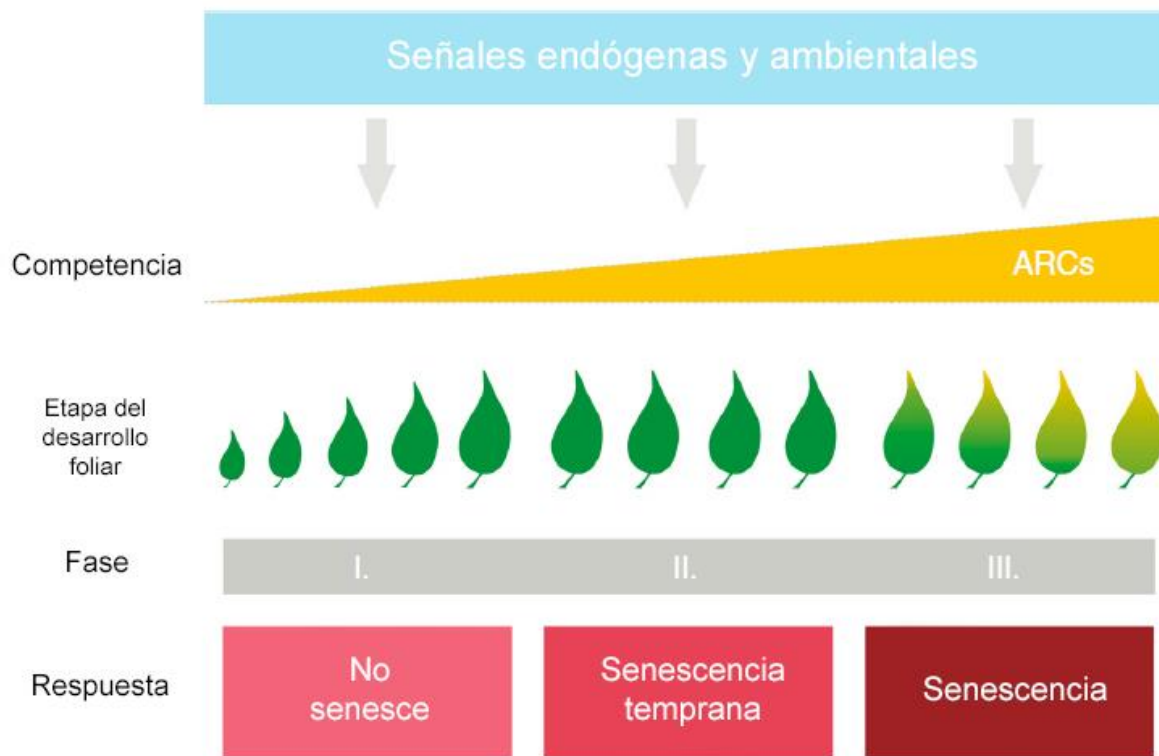 Señales endógenas y ambientales
Competencia
ARCs
Etapa del
desarrollo
foliar
Fase
I.
II.
III.
Respuesta
No
senesce
Senescencia
temprana
Senescencia